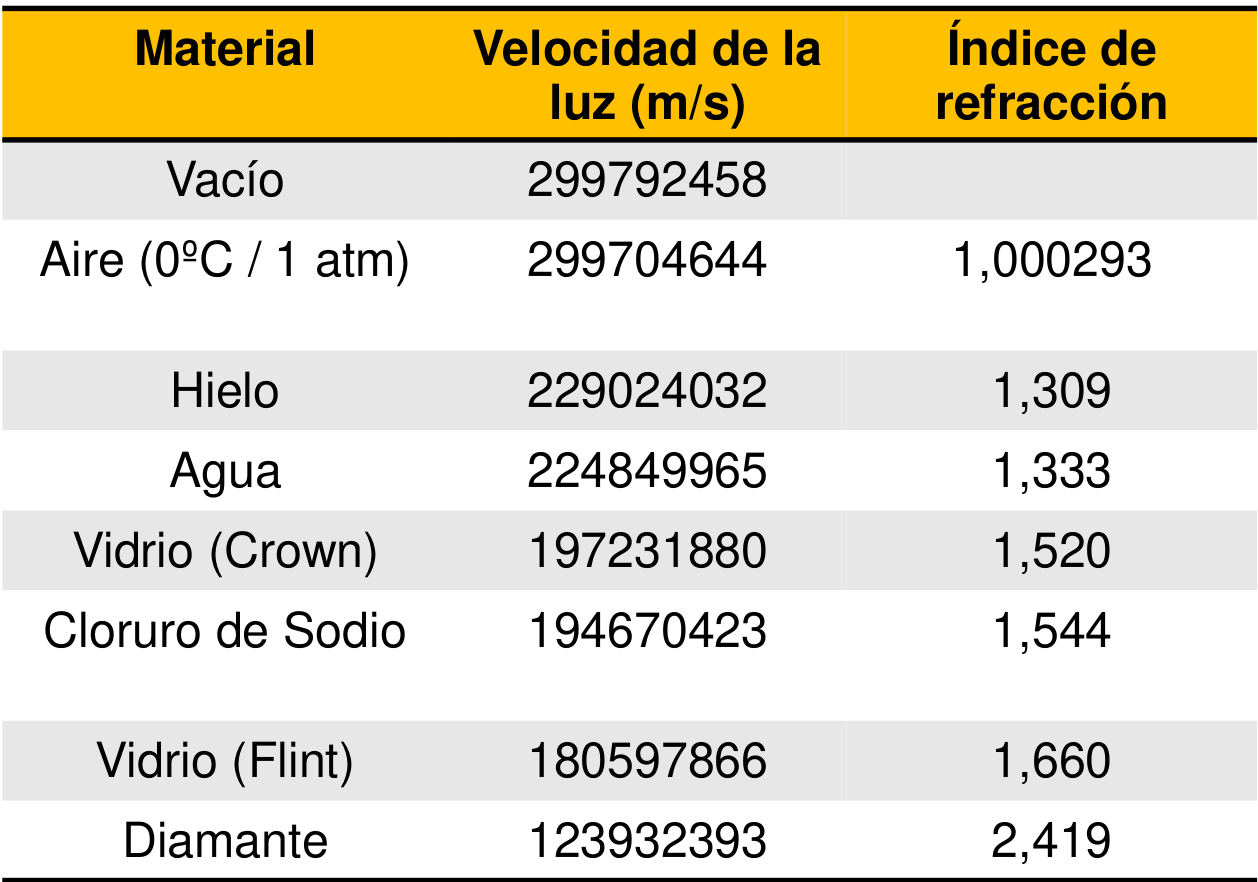 Material Velocidad de la luz (m/s) Índice de refracción
Vacío 299792458
Aire (0ºC / 1 atm) 299704644 1,000293
Hielo 229024032 1,309
Agua 224849965 1,333
Vidrio (Crown) 197231880 1,520
Cloruro de Sodio 194670423 1,544
Vidrio (Flint) 180597866 1,660
Diamante 123932393 2,419